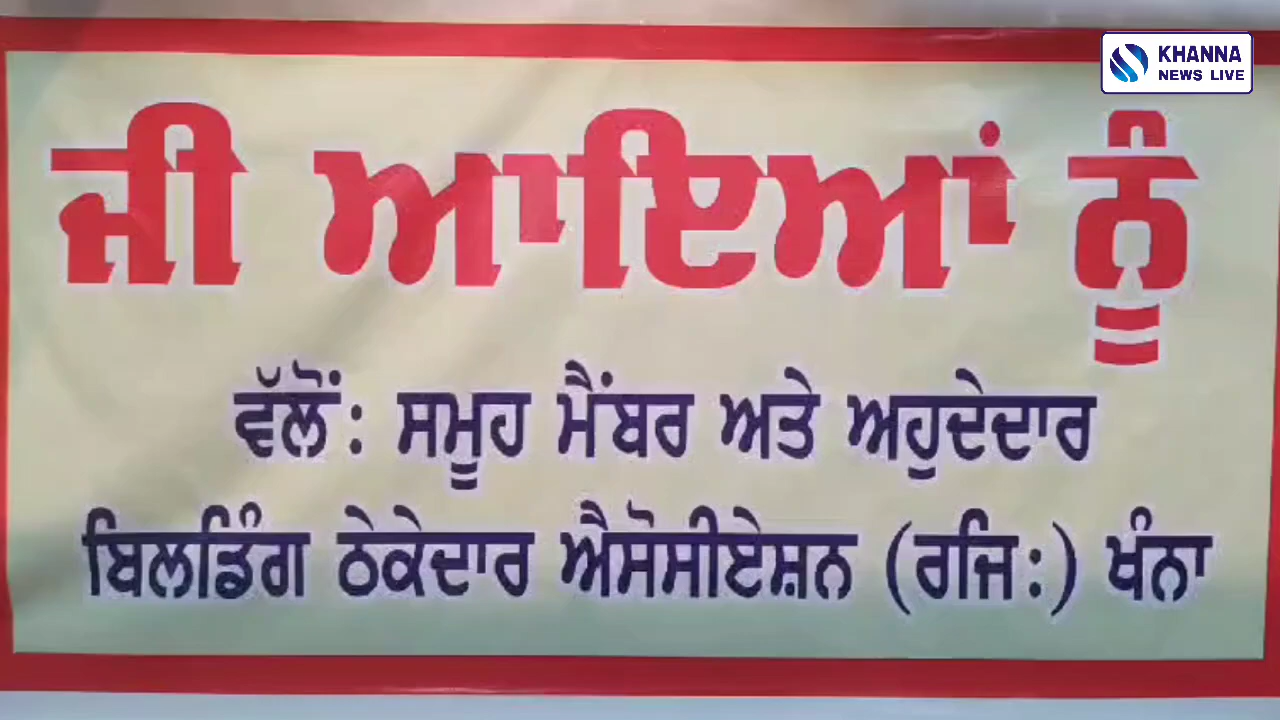 KHANNA
NEWS LIVE
ਜੀ ਆਇਆਂ ਨੂੰ
ਵੱਲੋਂ: ਸਮੂਹ ਮੈਂਬਰ ਅਤੇ ਅਹੁਦੇਦਾਰ
ਬਿਲਡਿੰਗ ਠੇਕੇਦਾਰ ਐਸੋਸੀਏਸ਼ਨ (ਰਜਿ:) ਖੰਨਾ